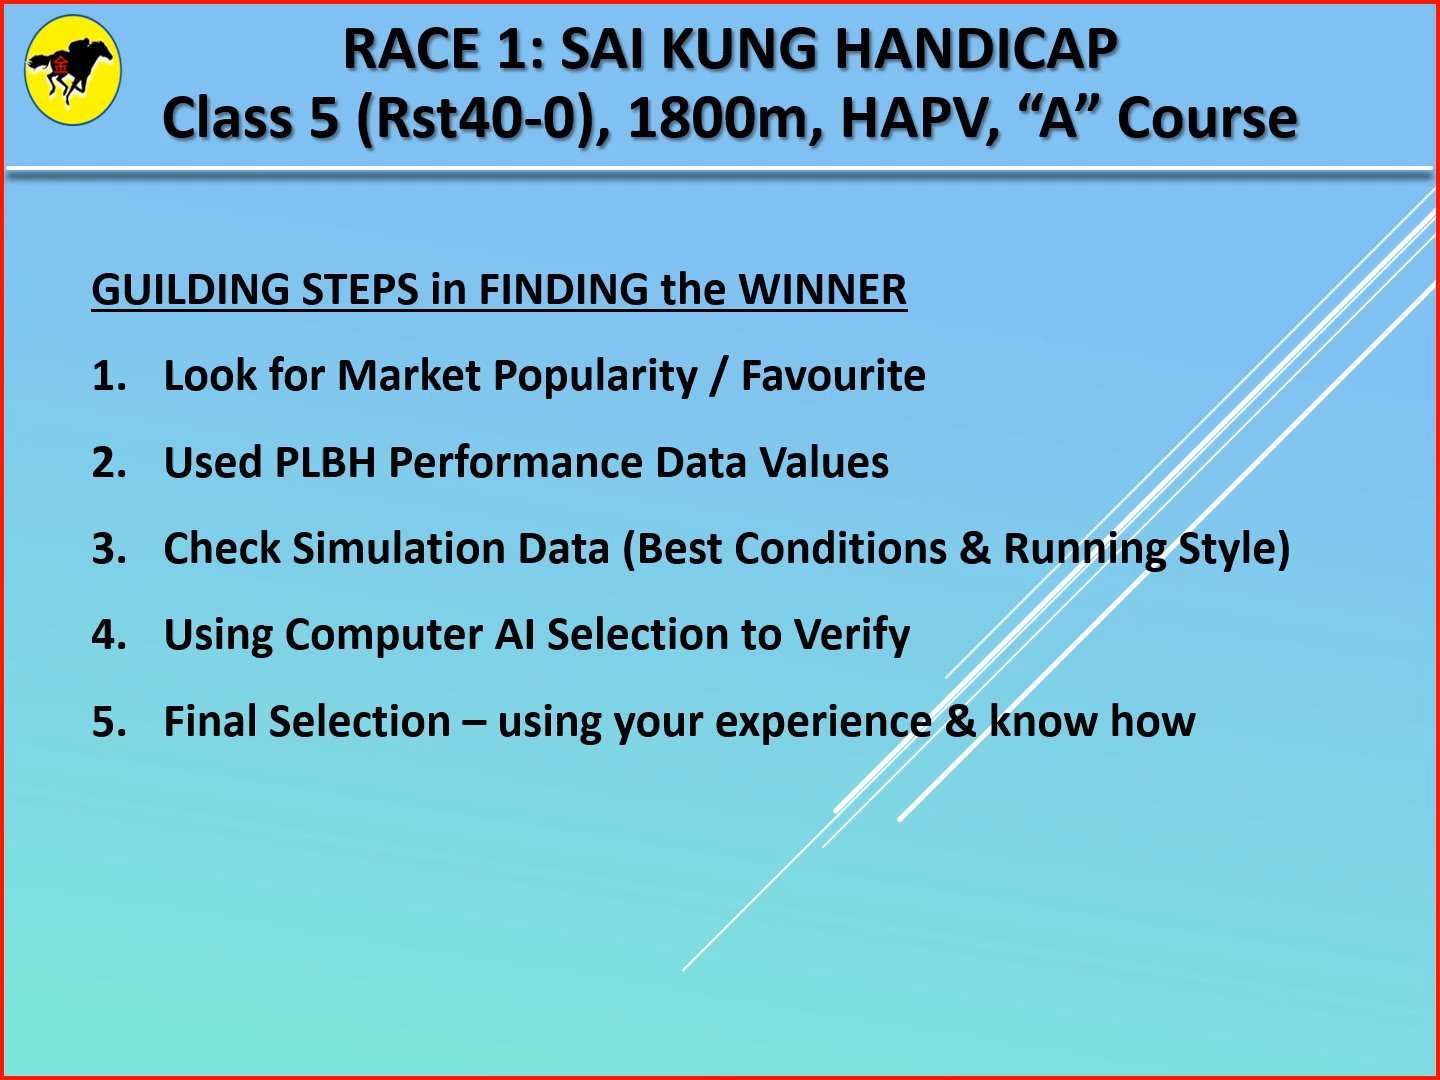 金
RACE 1: SAI KUNG HANDICAP
Class 5 (Rst40-0), 1800m, HAPV, “A” Course
GUILDING STEPS in FINDING the WINNER
1. Look for Market Popularity / Favourite
2. Used PLBH Performance Data Values
3. Check Simulation Data (Best Conditions & Running Style)
4. Using Computer AI Selection to Verify
5. Final Selection – using your experience & know how